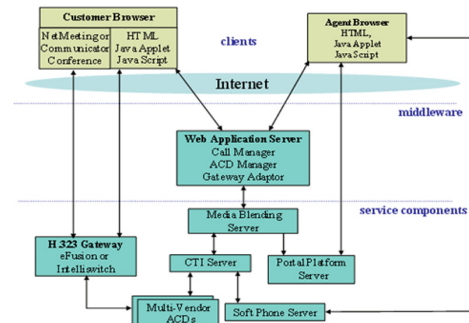 Customer Browser
NetMeeting or
Communicator
Conference
HTML
Java Applet
Java Script
clients
Agent Browser
HTML,
Java Applet
Java Script
Internet
middleware
Web Application Server
Call Manager
ACD Manager
Gateway Adaptor
service components
Media Blending
Server
H.323 Gateway
eFusion or
Intelliswitch
CTI Server
Portal Platform
Server
Multi-Vendor
ACDs
Soft Phone Server